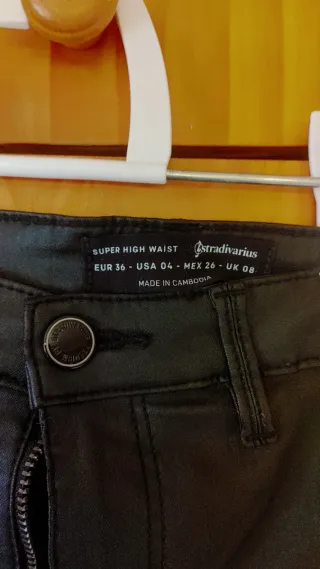 SUPER HIGH WAIST stradivarius
EUR 36 - USA 04 - MEX 26 - UK 08
MADE IN CAMBODIA